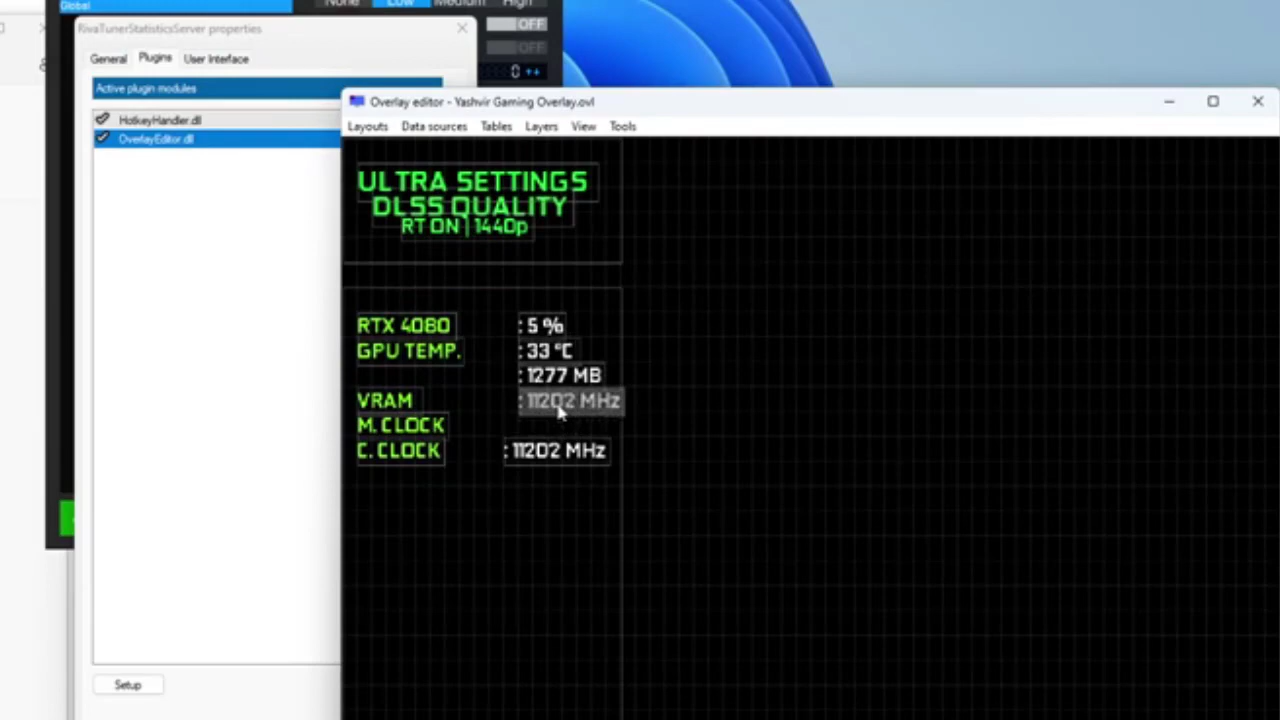 Global
None Low Medium High
RivaTunerStatisticsServer properties
OFF
General Plugins User Interface
OFF
0 ++
Active plugin modules
HotkeyHandler.dll
OverlayEditor.dll
Overlay editor - Yashvir Gaming Overlay.ovl
Layouts Data sources Tables Layers View Tools
ULTRA SETTINGS
DLSS QUALITY
RT ON | 1440p
RTX 4080 : 5 %
GPU TEMP. : 33 °C
: 1277 MB
VRAM : 11202 MHz
M. CLOCK
C. CLOCK : 11202 MHz
Setup